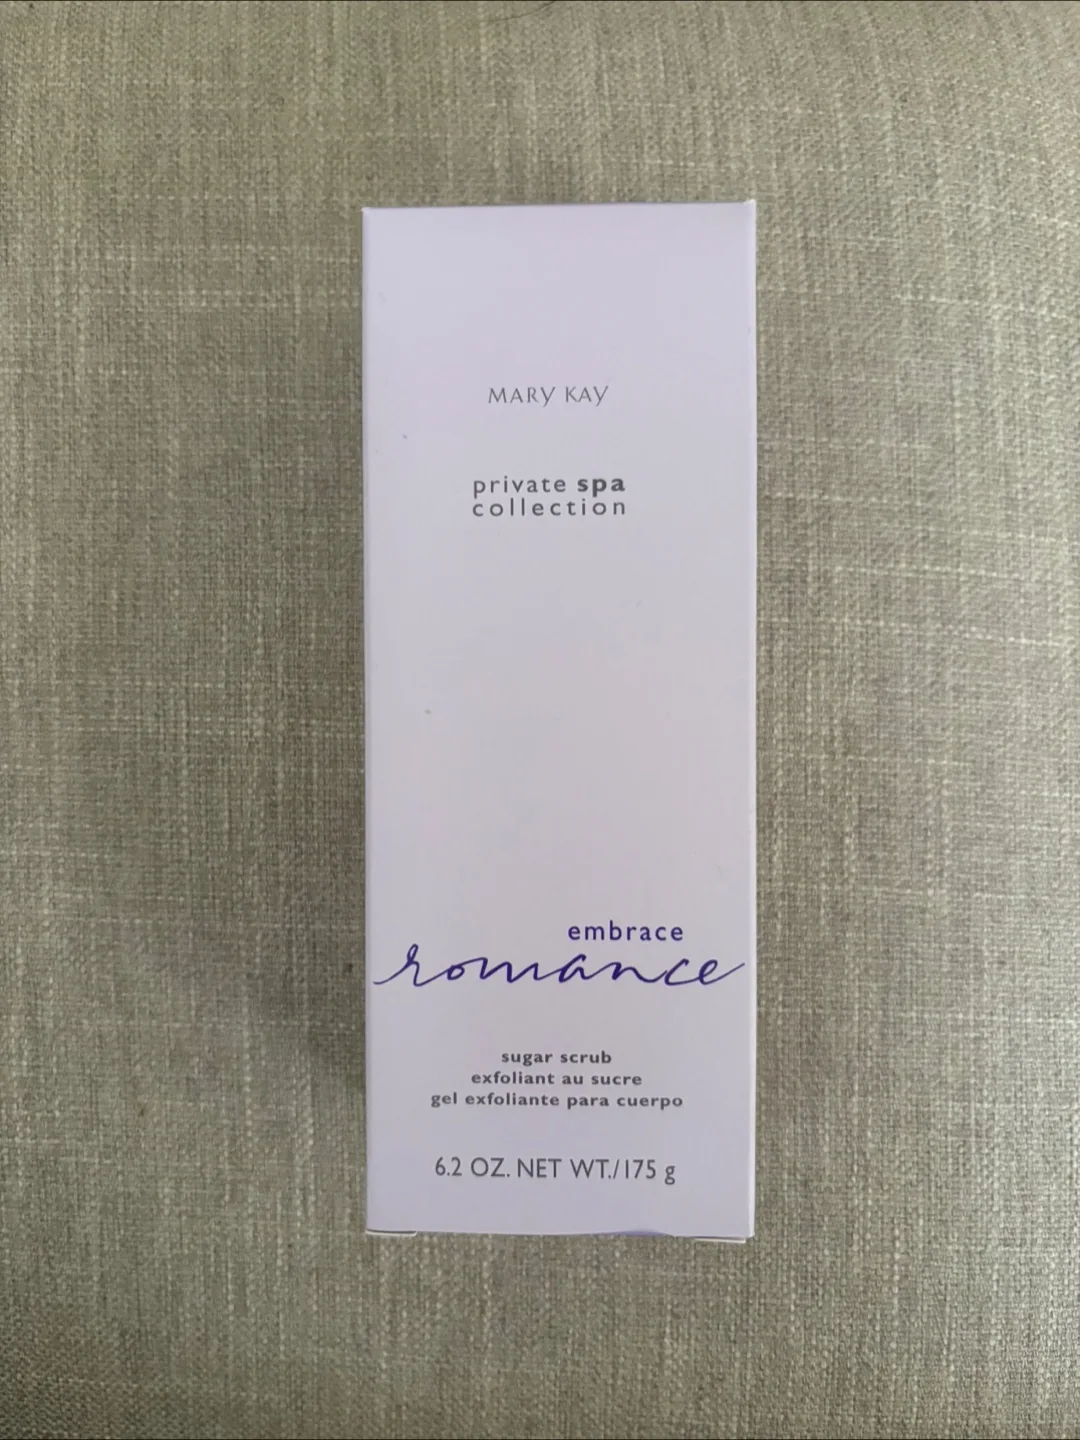 MARY KAY
private spa
collection
embrace
romance
sugar scrub
exfoliant au sucre
gel exfoliante para cuerpo
6.2 OZ. NET WT./175 g